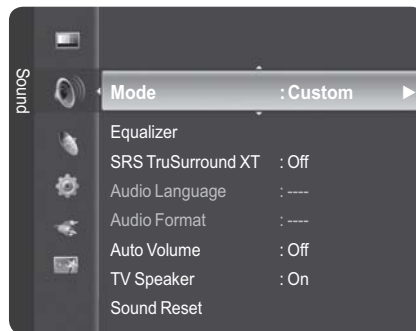 Sound
Mode : Custom
Equalizer
SRS TruSurround XT : Off
Audio Language : ----
Audio Format : ----
Auto Volume : Off
TV Speaker : On
Sound Reset